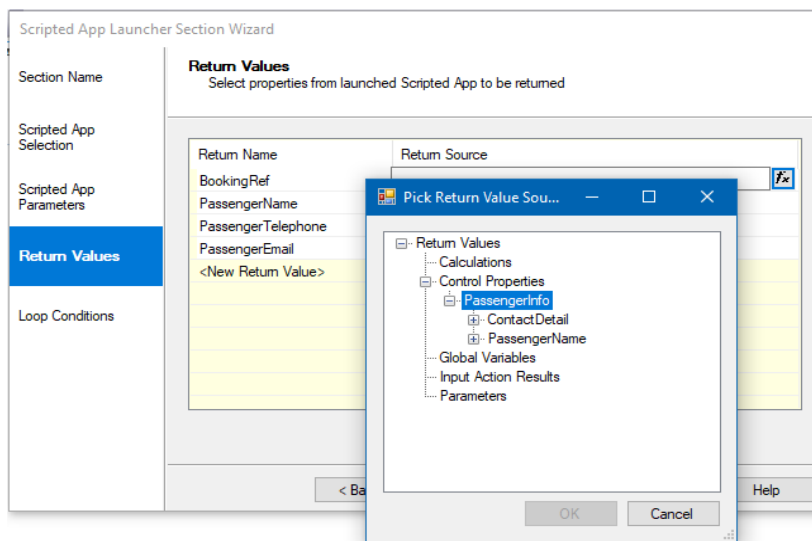 Scripted App Launcher Section Wizard
Section Name
Scripted App
Selection
Scripted App
Parameters
Return Values
Loop Conditions
Return Values
Select properties from launched Scripted App to be returned
Return Name Return Source
BookingRef fx
PassengerName
PassengerTelephone
PassengerEmail
<New Return Value>
Pick Return Value Sou...
Return Values
Calculations
Control Properties
PassengerInfo
ContactDetail
PassengerName
Global Variables
Input Action Results
Parameters
OK Cancel
< Ba
Help